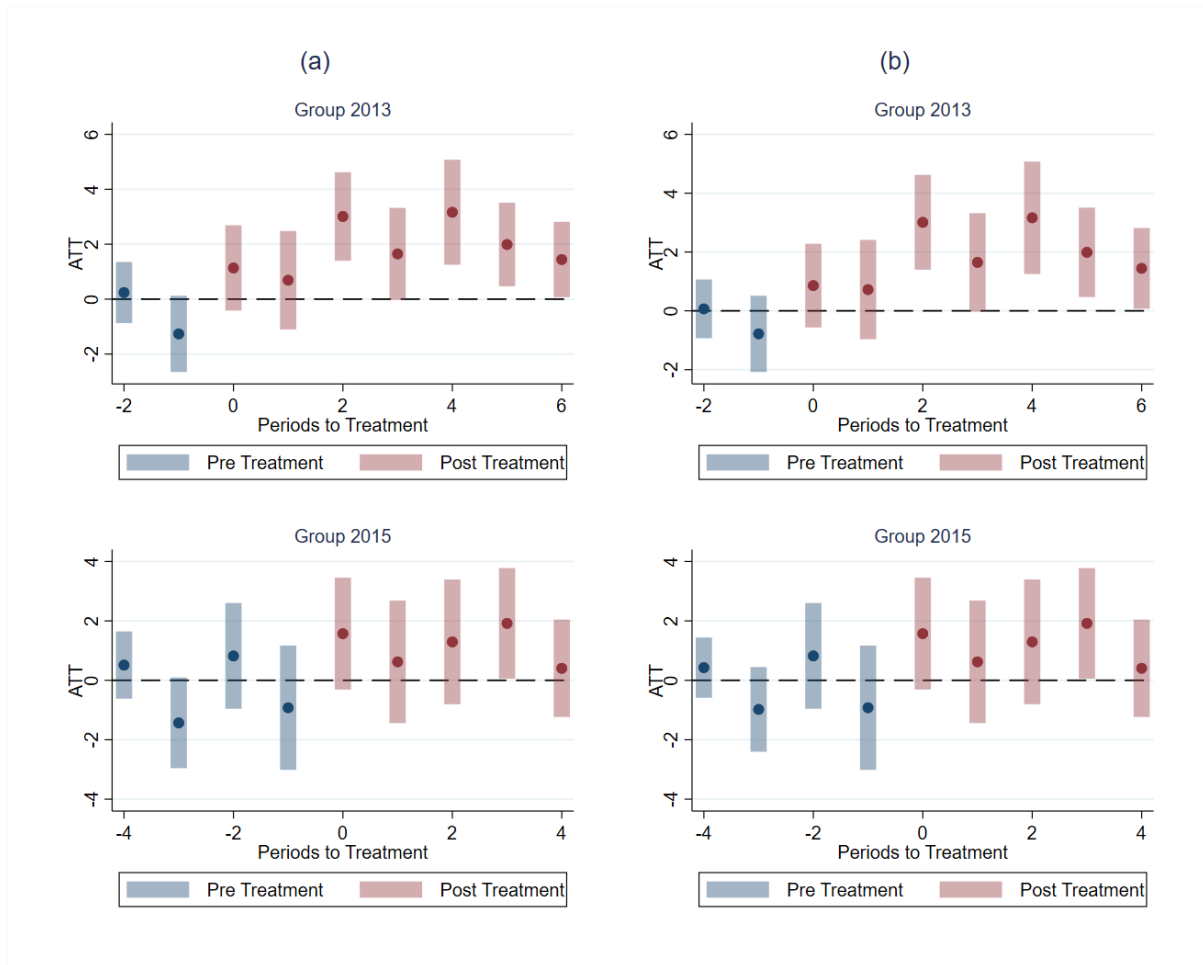 (a)
Group 2013
ATT
6
4
2
0
-2
-2 0 2 4 6
Periods to Treatment
Pre Treatment Post Treatment
Group 2015
ATT
4
2
0
-2
-4
-4 -2 0 2 4
Periods to Treatment
Pre Treatment Post Treatment
(b)
Group 2013
ATT
6
4
2
0
-2
-2 0 2 4 6
Periods to Treatment
Pre Treatment Post Treatment
Group 2015
ATT
4
2
0
-2
-4
-4 -2 0 2 4
Periods to Treatment
Pre Treatment Post Treatment